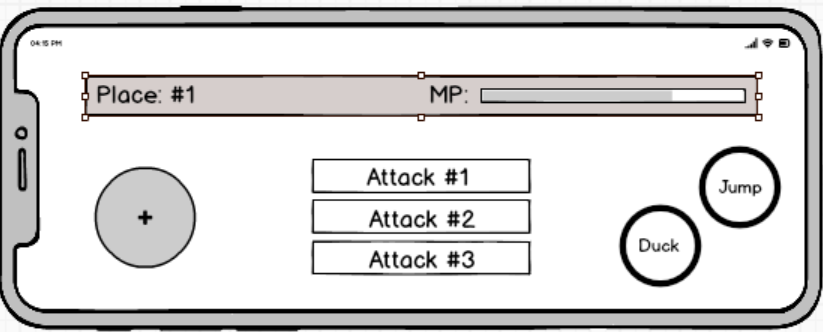 04:15 PM
Place: #1 MP:
Attack #1
Attack #2
Attack #3
Jump
Duck
+